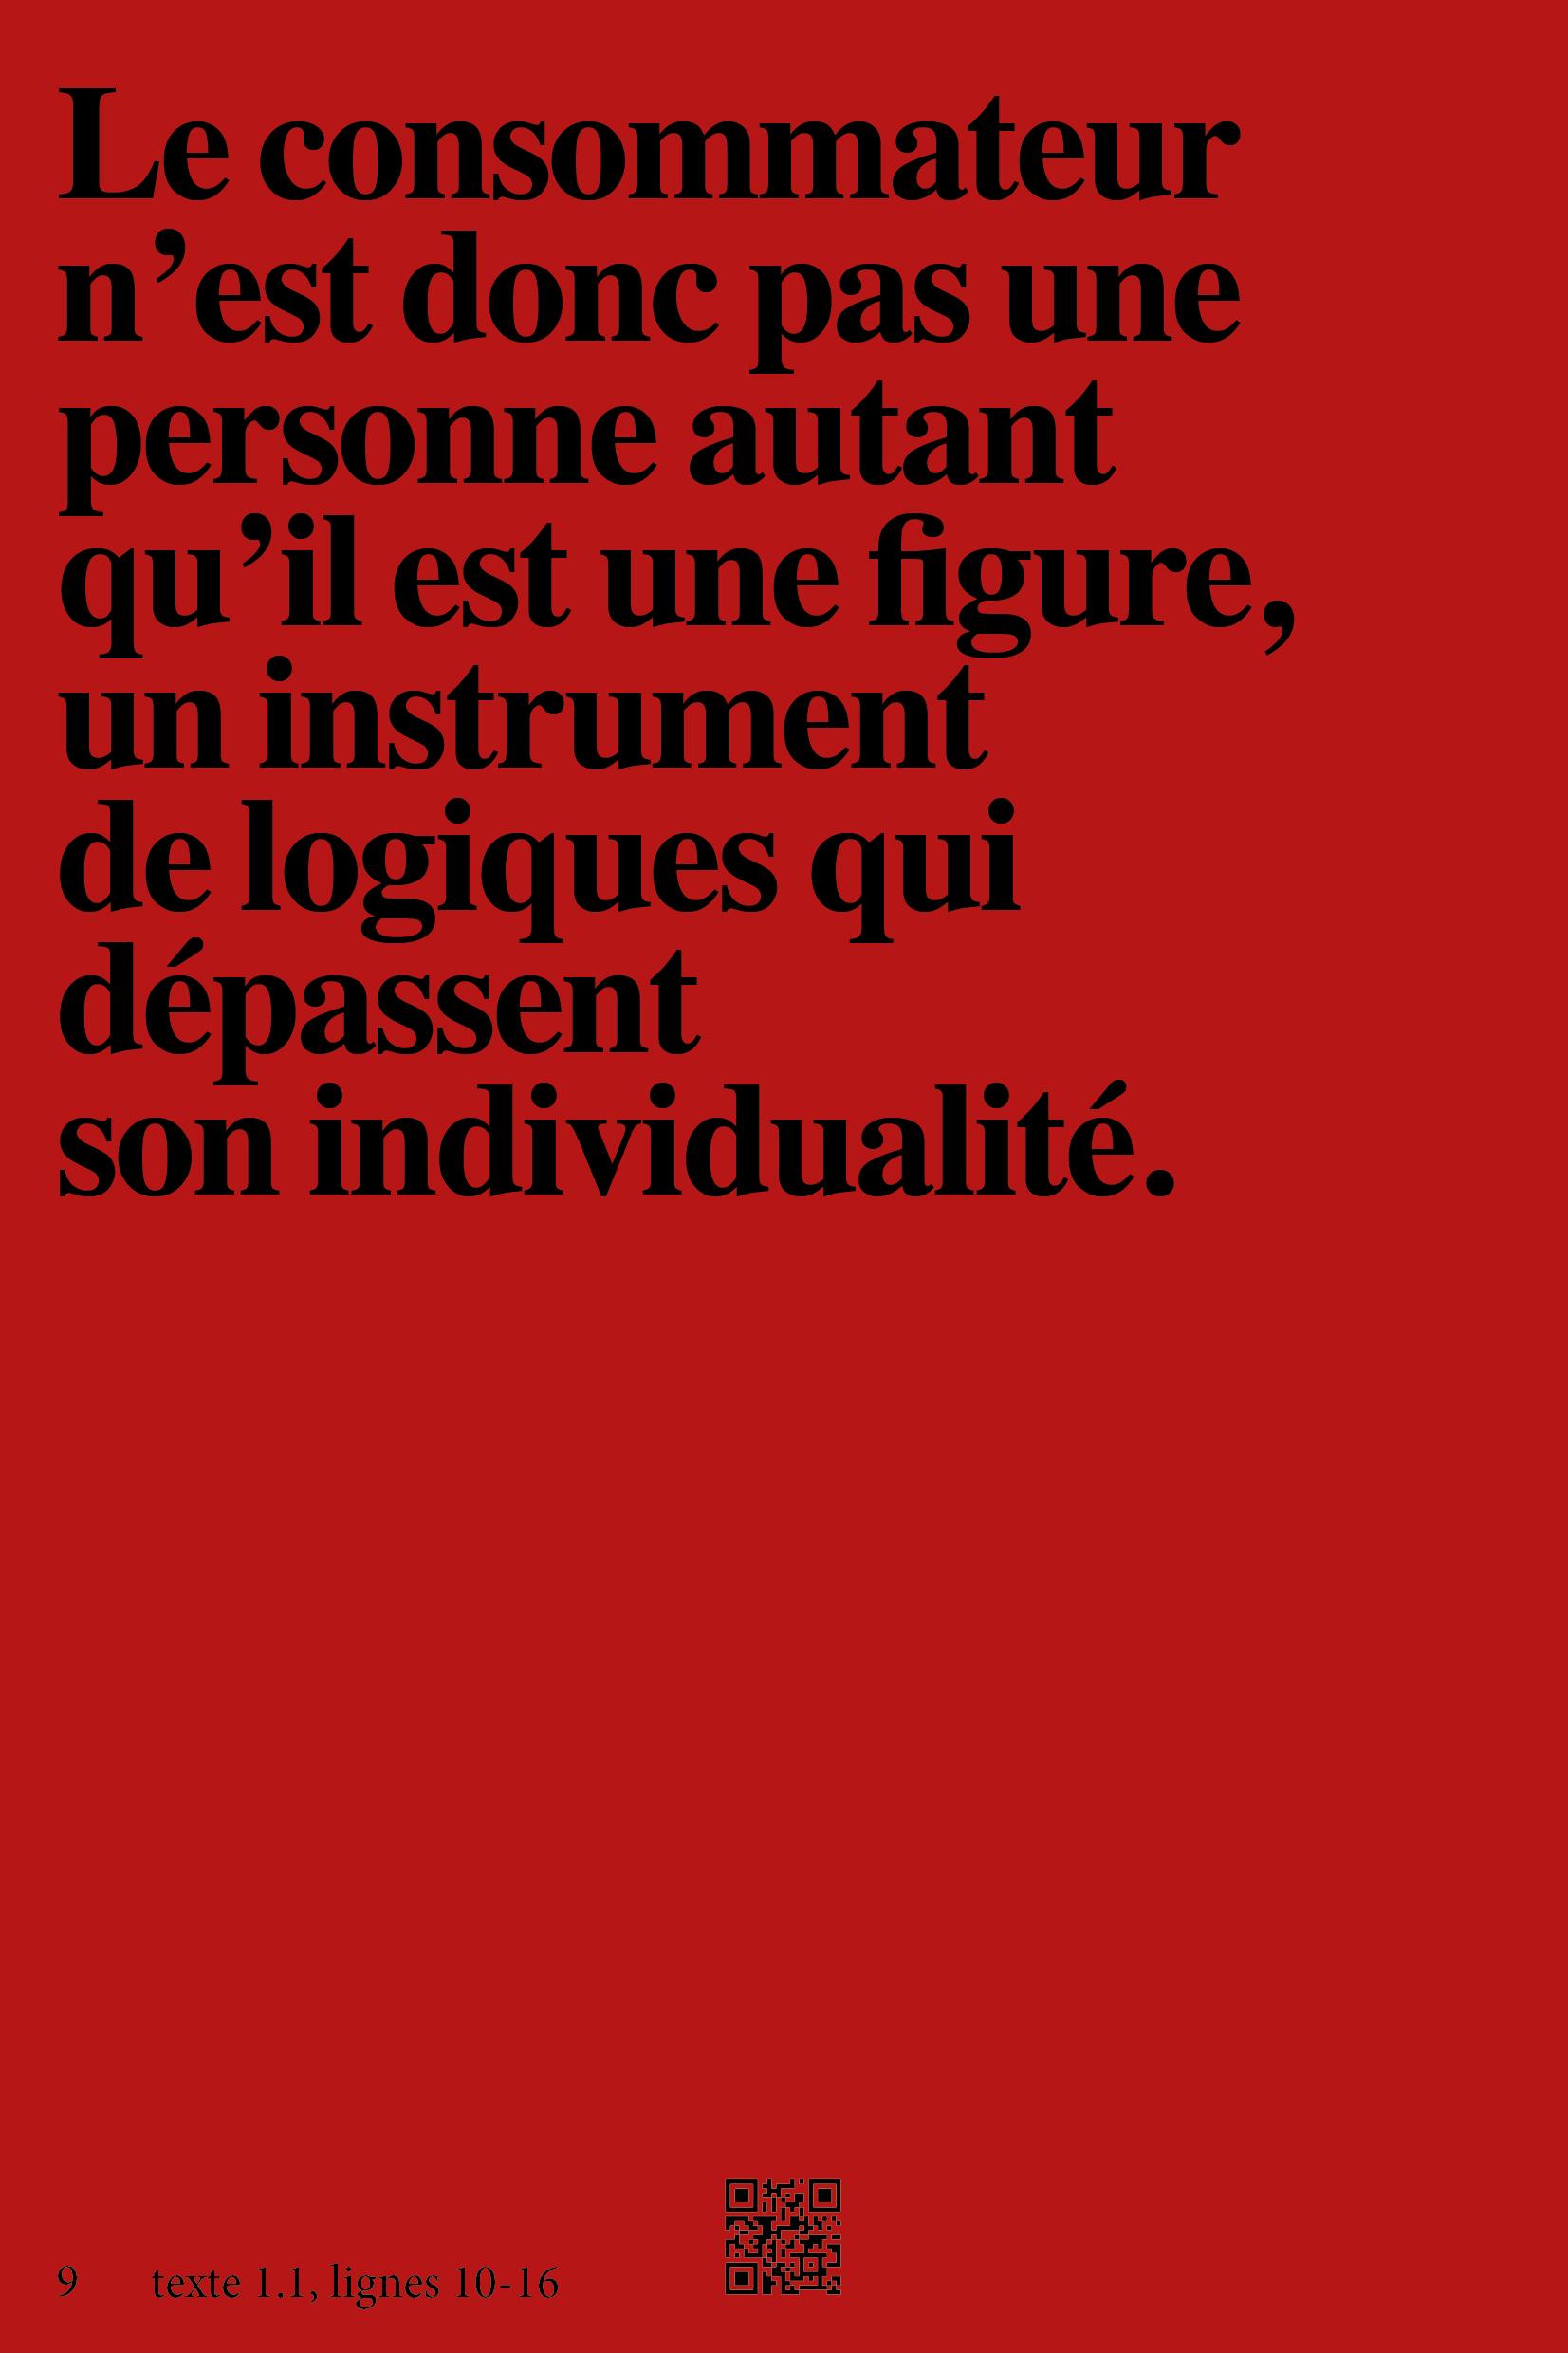 Le consommateur
n’est donc pas une
personne autant
qu’il est une figure,
un instrument
de logiques qui
dépassent
son individualité.
9 texte 1.1, lignes 10-16